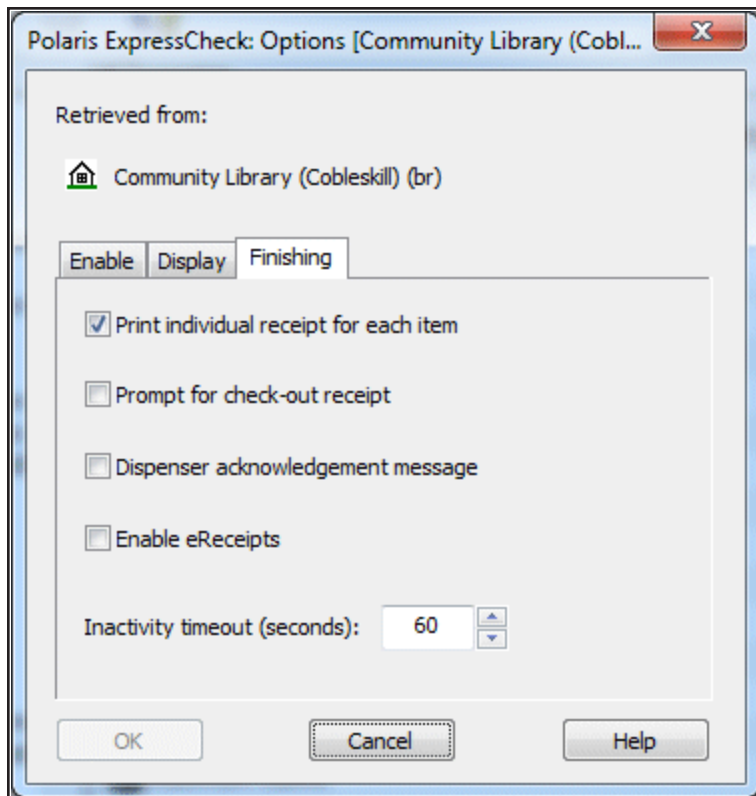 Polaris ExpressCheck: Options [Community Library (Cobl...
Retrieved from:
Community Library (Cobleskill) (br)
Enable Display Finishing
Print individual receipt for each item
Prompt for check-out receipt
Dispenser acknowledgement message
Enable eReceipts
Inactivity timeout (seconds): 60
OK Cancel Help